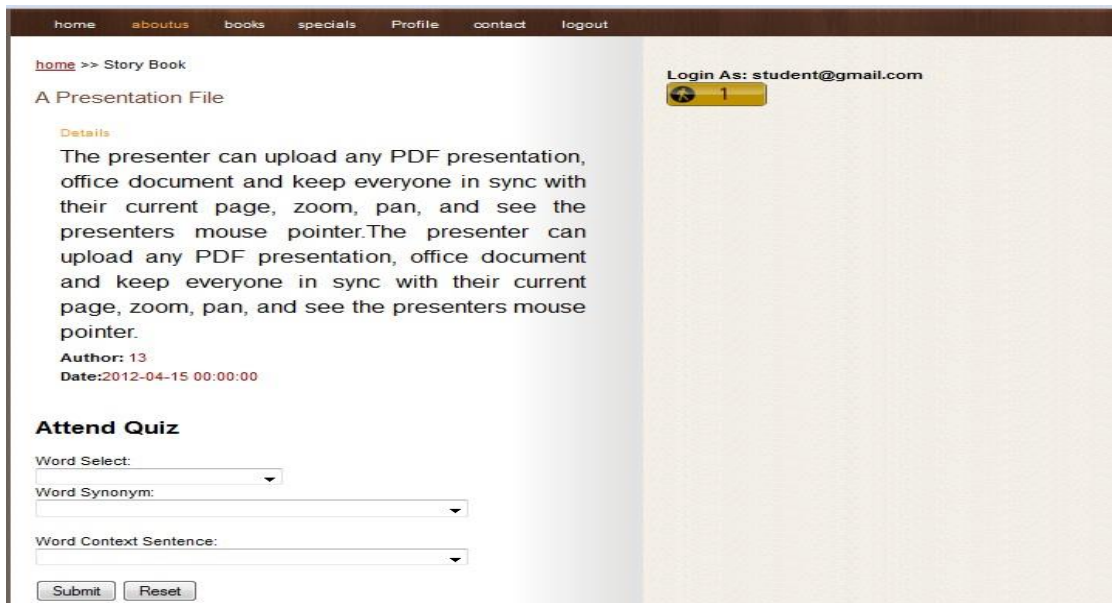 home aboutus books specials Profile contact logout
home >> Story Book
A Presentation File
Details
The presenter can upload any PDF presentation,
office document and keep everyone in sync with
their current page, zoom, pan, and see the
presenters mouse pointer.The presenter can
upload any PDF presentation, office document
and keep everyone in sync with their current
page, zoom, pan, and see the presenters mouse
pointer.
Author: 13
Date:2012-04-15 00:00:00
Attend Quiz
Word Select:
Word Synonym:
Word Context Sentence:
Submit Reset
Login As: student@gmail.com
1